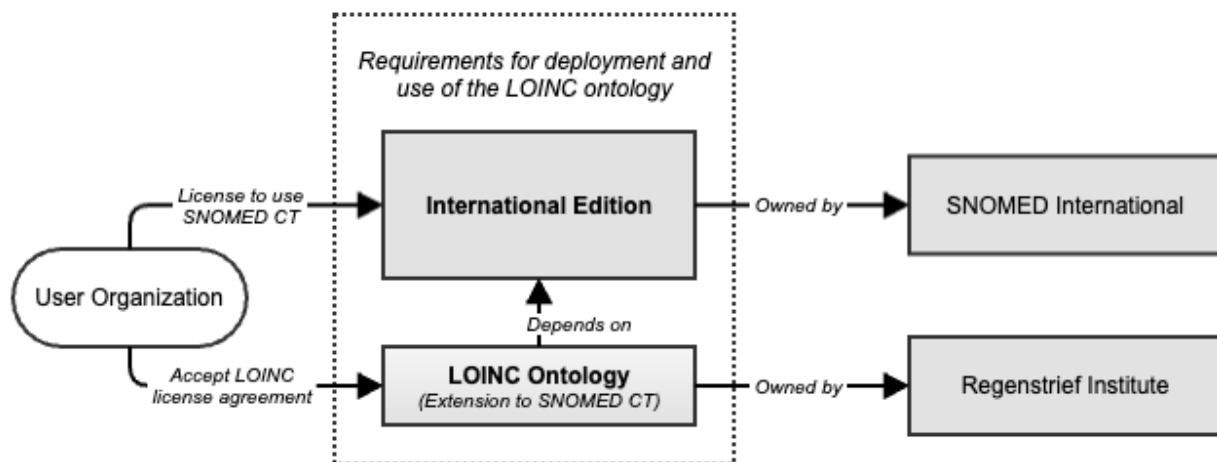 Requirements for deployment and
use of the LOINC ontology
License to use
SNOMED CT
International Edition
Owned by
SNOMED International
User Organization
Depends on
Accept LOINC
license agreement
LOINC Ontology
(Extension to SNOMED CT)
Owned by
Regenstrief Institute